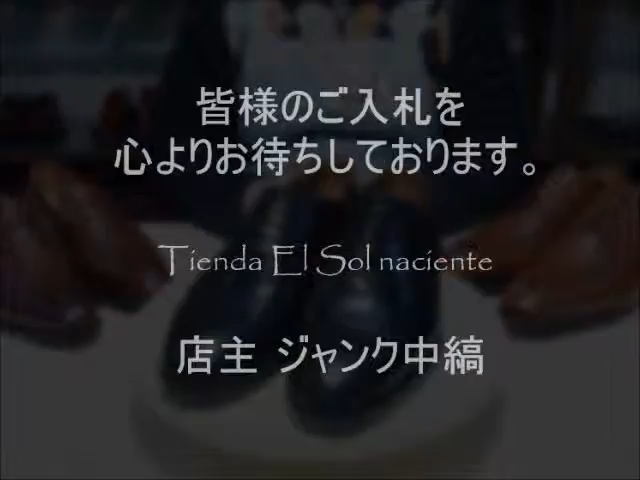 皆様のご入札を
心よりお待ちしております。
Tienda El Sol naciente
店主 ジャンク中縞